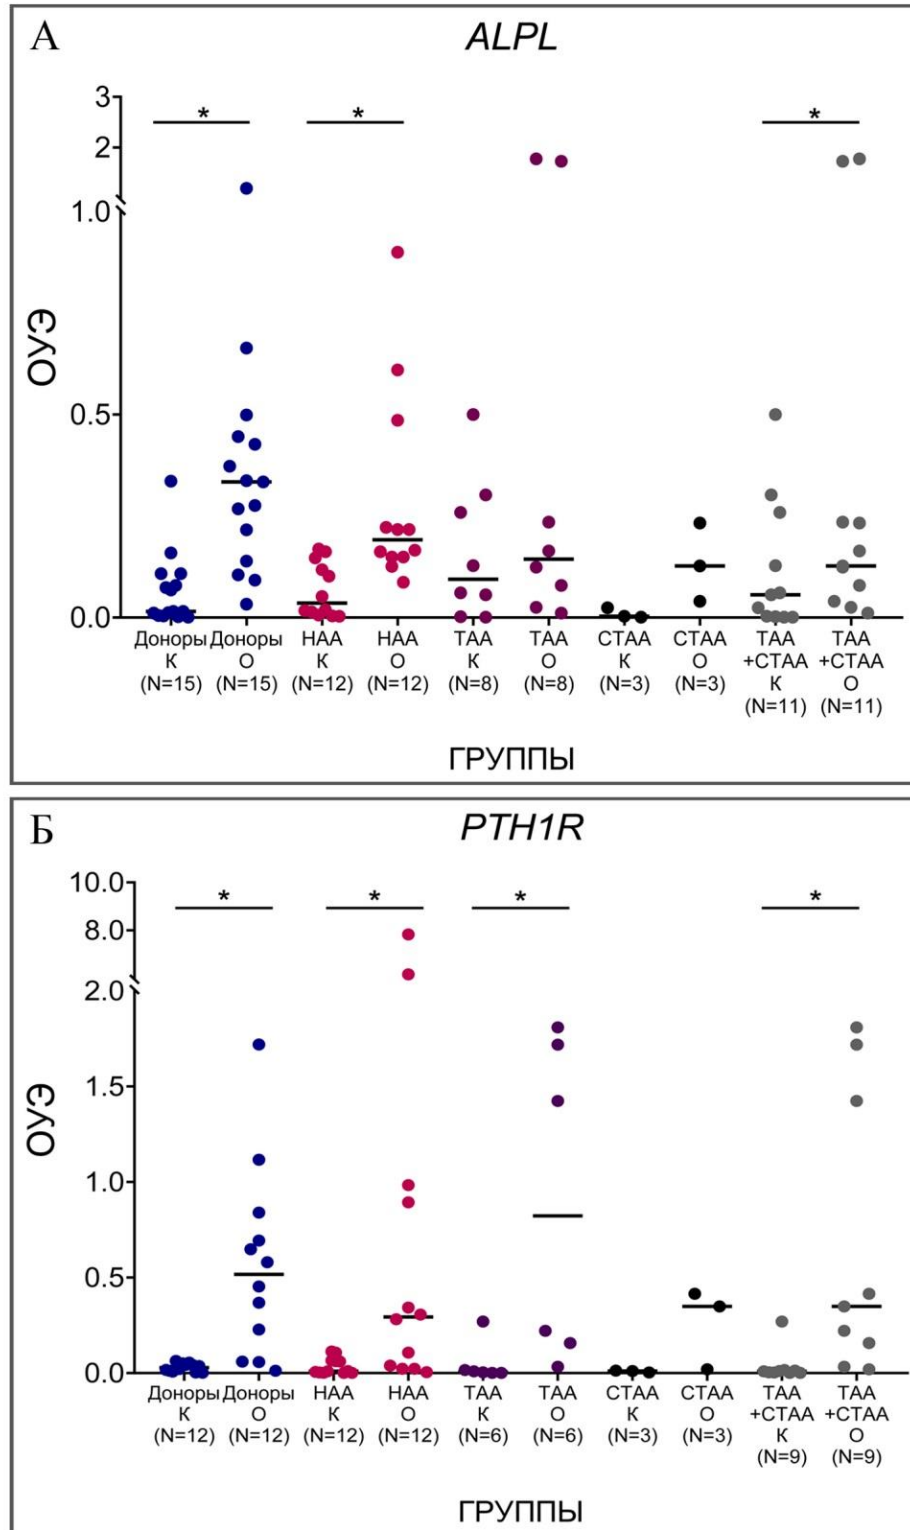 А
ALPL
3
*
*
*
2
1.0
ОУЭ
0.5
0.0
Доноры Доноры НАА НАА ТАА ТАА СТАА СТАА ТАА ТАА
К О К О К О К О +СТАА +СТАА
(N=15) (N=15) (N=12) (N=12) (N=8) (N=8) (N=3) (N=3) К О
(N=11) (N=11)
ГРУППЫ
Б
PTH1R
10.0
*
*
*
*
8.0
2.0
1.5
ОУЭ
1.0
0.5
0.0
Доноры Доноры НАА НАА ТАА ТАА СТАА СТАА ТАА ТАА
К О К О К О К О +СТАА +СТАА
(N=12) (N=12) (N=12) (N=12) (N=6) (N=6) (N=3) (N=3) К О
(N=9) (N=9)
ГРУППЫ